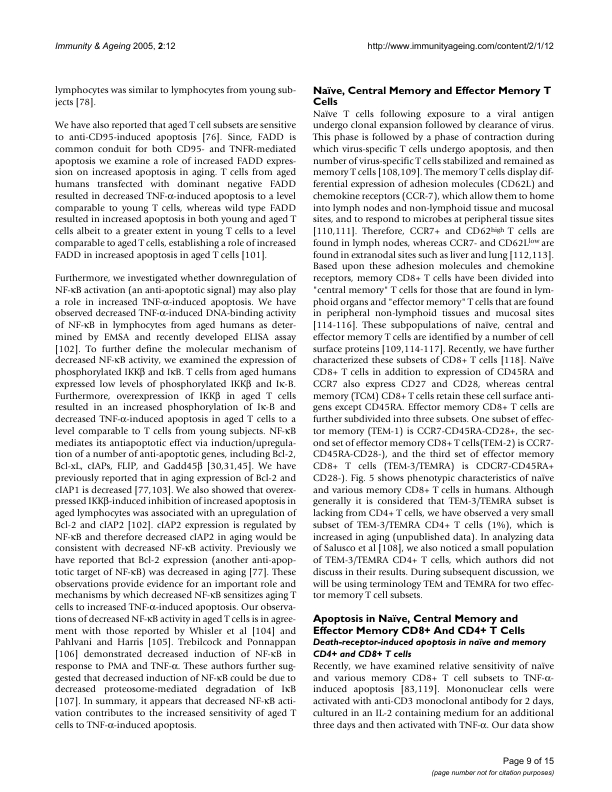 Immunity & Ageing 2005, 2:12
http://www.immunityageing.com/content/2/1/12
lymphocytes was similar to lymphocytes from young sub-
jects [78].
We have also reported that aged T cell subsets are sensitive
to anti-CD95-induced apoptosis [76]. Since, FADD is
common conduit for both CD95- and TNFR-mediated
apoptosis we examine a role of increased FADD expres-
sion on increased apoptosis in aging. T cells from aged
humans transfected with dominant negative FADD
resulted in decreased TNF-α-induced apoptosis to a level
comparable to young T cells, whereas wild type FADD
resulted in increased apoptosis in both young and aged T
cells albeit to a greater extent in young T cells to a level
comparable to aged T cells, establishing a role of increased
FADD in increased apoptosis in aged T cells [101].
Furthermore, we investigated whether downregulation of
NF-κB activation (an anti-apoptotic signal) may also play
a role in increased TNF-α-induced apoptosis. We have
observed decreased TNF-α-induced DNA-binding activity
of NF-κB in lymphocytes from aged humans as deter-
mined by EMSA and recently developed ELISA assay
[102]. To further define the molecular mechanism of
decreased NF-κB activity, we examined the expression of
phosphorylated IKKβ and IκB. T cells from aged humans
expressed low levels of phosphorylated IKKβ and Iκ-B.
Furthermore, overexpression of IKKβ in aged T cells
resulted in an increased phosphorylation of Iκ-B and
decreased TNF-α-induced apoptosis in aged T cells to a
level comparable to T cells from young subjects. NF-κB
mediates its antiapoptotic effect via induction/upregula-
tion of a number of anti-apoptotic genes, including Bcl-2,
Bcl-xL, cIAPs, FLIP, and Gadd45β [30,31,45]. We have
previously reported that in aging expression of Bcl-2 and
cIAP1 is decreased [77,103]. We also showed that overex-
pressed IKKβ-induced inhibition of increased apoptosis in
aged lymphocytes was associated with an upregulation of
Bcl-2 and cIAP2 [102]. cIAP2 expression is regulated by
NF-κB and therefore decreased cIAP2 in aging would be
consistent with decreased NF-κB activity. Previously we
have reported that Bcl-2 expression (another anti-apop-
totic target of NF-κB) was decreased in aging [77]. These
observations provide evidence for an important role and
mechanisms by which decreased NF-κB sensitizes aging T
cells to increased TNF-α-induced apoptosis. Our observa-
tions of decreased NF-κB activity in aged T cells is in agree-
ment with those reported by Whisler et al [104] and
Pahlvani and Harris [105]. Trebilcock and Ponnappan
[106] demonstrated decreased induction of NF-κB in
response to PMA and TNF-α. These authors further sug-
gested that decreased induction of NF-κB could be due to
decreased proteosome-mediated degradation of IκB
[107]. In summary, it appears that decreased NF-κB acti-
vation contributes to the increased sensitivity of aged T
cells to TNF-α-induced apoptosis.
Naïve, Central Memory and Effector Memory T
Cells
Naïve T cells following exposure to a viral antigen
undergo clonal expansion followed by clearance of virus.
This phase is followed by a phase of contraction during
which virus-specific T cells undergo apoptosis, and then
number of virus-specific T cells stabilized and remained as
memory T cells [108,109]. The memory T cells display dif-
ferential expression of adhesion molecules (CD62L) and
chemokine receptors (CCR-7), which allow them to home
into lymph nodes and non-lymphoid tissue and mucosal
sites, and to respond to microbes at peripheral tissue sites
[110,111]. Therefore, CCR7+ and CD62high T cells are
found in lymph nodes, whereas CCR7- and CD62Llow are
found in extranodal sites such as liver and lung [112,113].
Based upon these adhesion molecules and chemokine
receptors, memory CD8+ T cells have been divided into
"central memory" T cells for those that are found in lym-
phoid organs and "effector memory" T cells that are found
in peripheral non-lymphoid tissues and mucosal sites
[114-116]. These subpopulations of naïve, central and
effector memory T cells are identified by a number of cell
surface proteins [109,114-117]. Recently, we have further
characterized these subsets of CD8+ T cells [118]. Naïve
CD8+ T cells in addition to expression of CD45RA and
CCR7 also express CD27 and CD28, whereas central
memory (TCM) CD8+ T cells retain these cell surface anti-
gens except CD45RA. Effector memory CD8+ T cells are
further subdivided into three subsets. One subset of effec-
tor memory (TEM-1) is CCR7-CD45RA-CD28+, the sec-
ond set of effector memory CD8+ T cells(TEM-2) is CCR7-
CD45RA-CD28-), and the third set of effector memory
CD8+ T cells (TEM-3/TEMRA) is CDCR7-CD45RA+
CD28-). Fig. 5 shows phenotypic characteristics of naïve
and various memory CD8+ T cells in humans. Although
generally it is considered that TEM-3/TEMRA subset is
lacking from CD4+ T cells, we have observed a very small
subset of TEM-3/TEMRA CD4+ T cells (1%), which is
increased in aging (unpublished data). In analyzing data
of Salusco et al [108], we also noticed a small population
of TEM-3/TEMRA CD4+ T cells, which authors did not
discuss in their results. During subsequent discussion, we
will be using terminology TEM and TEMRA for two effec-
tor memory T cell subsets.
Apoptosis in Naïve, Central Memory and
Effector Memory CD8+ And CD4+ T Cells
Death-receptor-induced apoptosis in naïve and memory
CD4+ and CD8+ T cells
Recently, we have examined relative sensitivity of naïve
and various memory CD8+ T cell subsets to TNF-α-
induced apoptosis [83,119]. Mononuclear cells were
activated with anti-CD3 monoclonal antibody for 2 days,
cultured in an IL-2 containing medium for an additional
three days and then activated with TNF-α. Our data show
Page 9 of 15
(page number not for citation purposes)